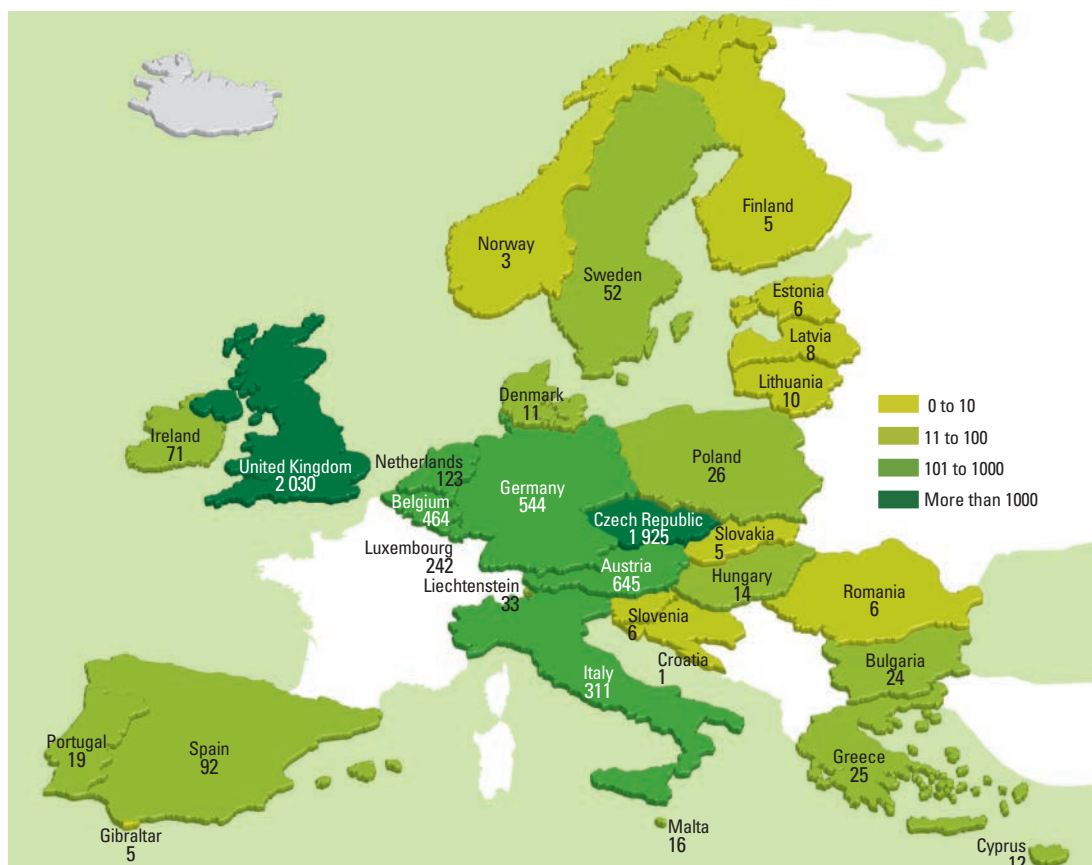 Finland
5
Norway
3
Sweden
52
Estonia
6
Latvia
8
Lithuania
10
Denmark
11
Ireland
71
United Kingdom
2 030
Netherlands
123
Belgium
464
Germany
544
Poland
26
Czech Republic
1 925
Slovakia
5
Luxembourg
242
Liechtenstein
33
Austria
645
Hungary
14
Romania
6
Slovenia
6
Croatia
1
Italy
311
Bulgaria
24
Portugal
19
Spain
92
Greece
25
Gibraltar
5
Malta
16
Cyprus
12
0 to 10
11 to 100
101 to 1000
More than 1000